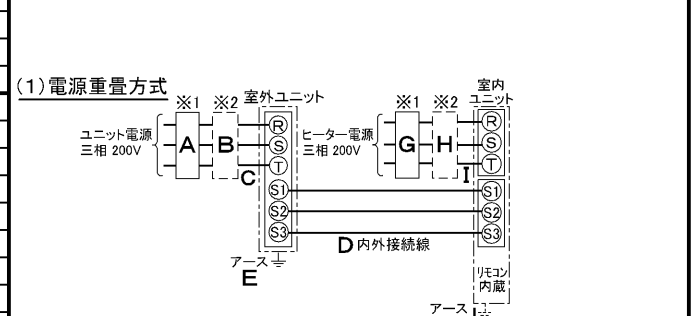 (1)電源重畳方式
※1 ※2 室外ユニット
ユニット電源
三相 200V
A B C
R
S
T
S1
S2
S3
アース
E
※1 ※2 室内
ユニット
ヒーター電源
三相 200V
G H I
R
S
T
S1
S2
S3
D 内外接続線
リモコン
内蔵
アース